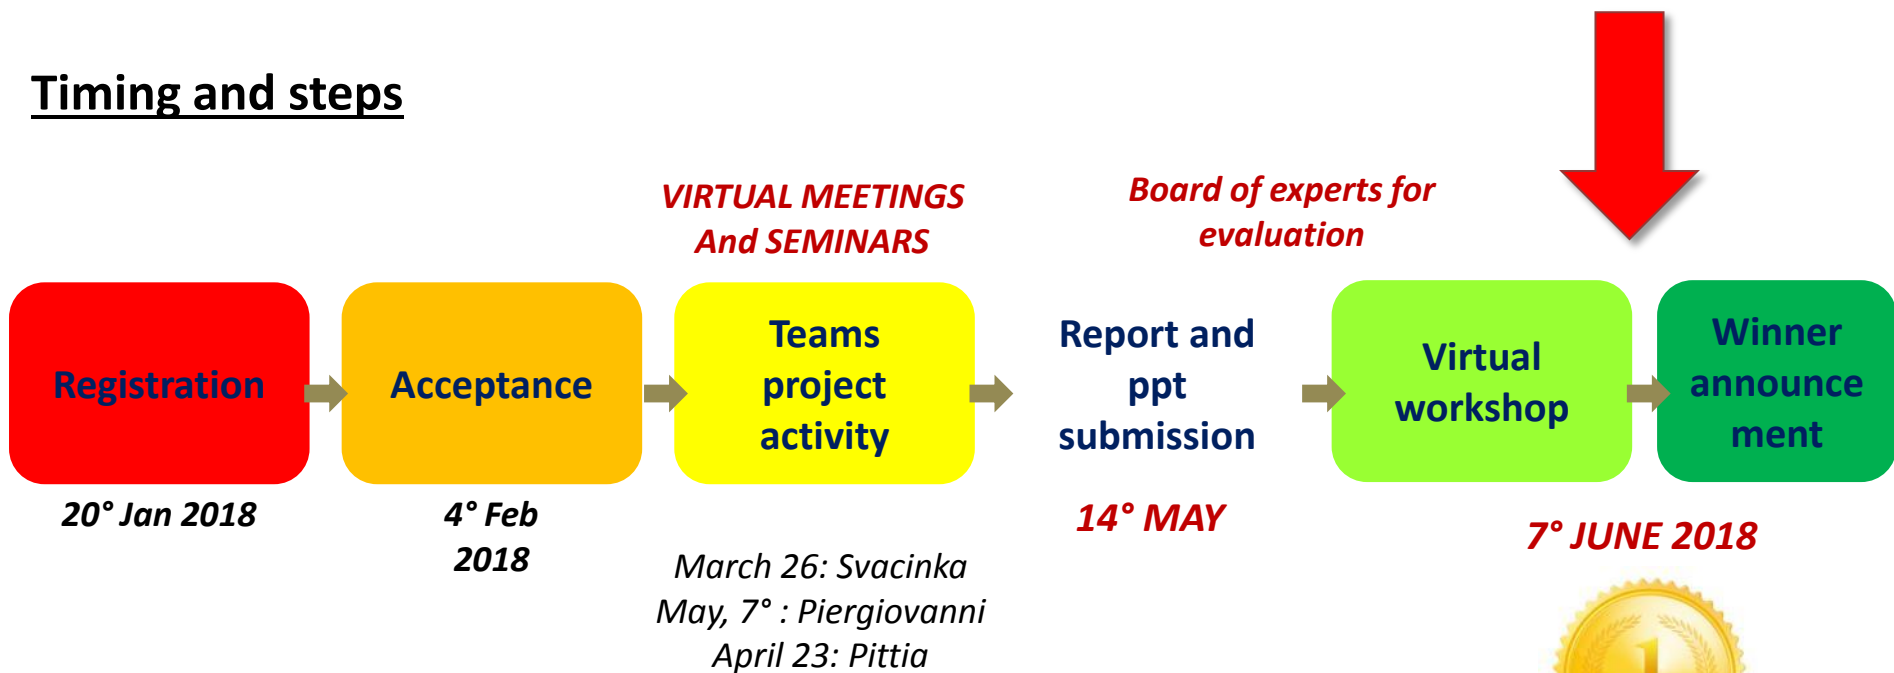 Timing and steps
VIRTUAL MEETINGS
And SEMINARS
Board of experts for
evaluation
Registration
20° Jan 2018
Acceptance
4° Feb
2018
Teams
project
activity
March 26: Svacinka
May, 7° : Piergiovanni
April 23: Pittia
Report and
ppt
submission
14° MAY
Virtual
workshop
Winner
announce
ment
7° JUNE 2018
1